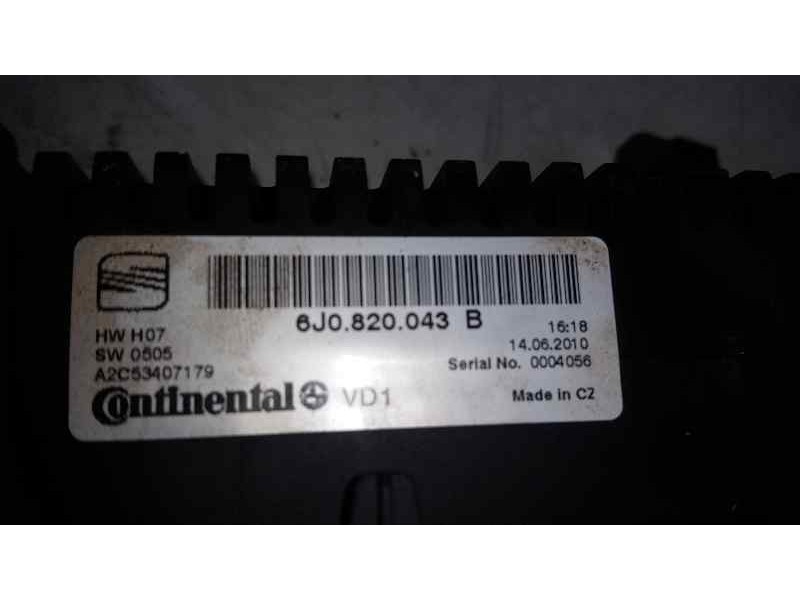 6J0.820.043 B
HW H07
16:18
SW 0505
14.06.2010
A2C53407179
Serial No. 0004056
Continental
VD1
Made in CZ